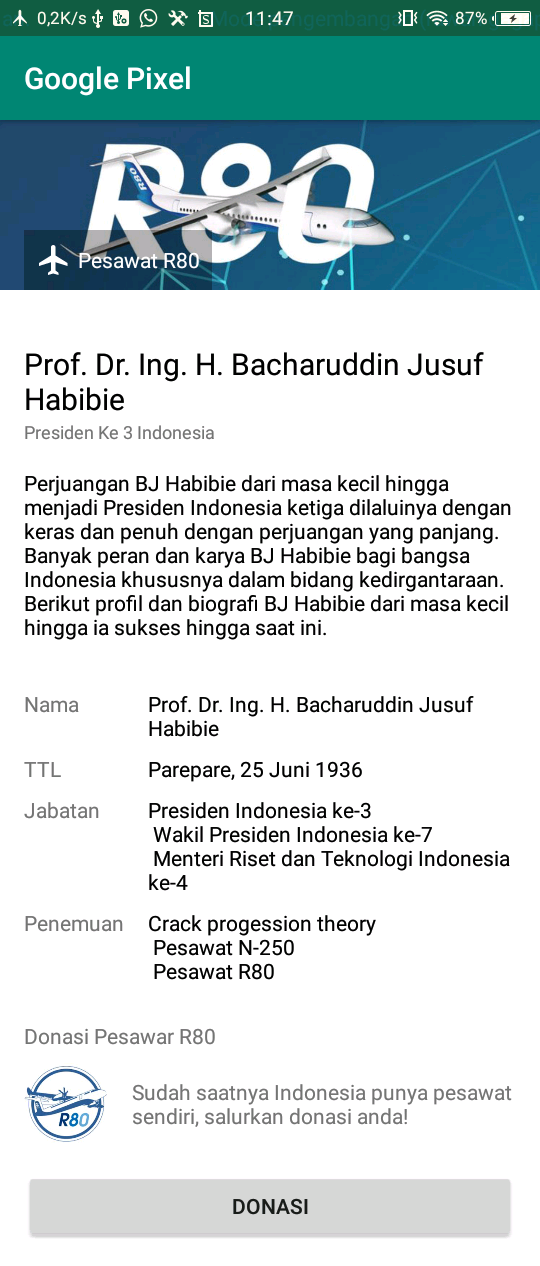 0,2K/s 11:47 87%
Google Pixel
R80
R80
Pesawat R80
Prof. Dr. Ing. H. Bacharuddin Jusuf
Habibie
Presiden Ke 3 Indonesia
Perjuangan BJ Habibie dari masa kecil hingga
menjadi Presiden Indonesia ketiga dilaluinya dengan
keras dan penuh dengan perjuangan yang panjang.
Banyak peran dan karya BJ Habibie bagi bangsa
Indonesia khususnya dalam bidang kedirgantaraan.
Berikut profil dan biografi BJ Habibie dari masa kecil
hingga ia sukses hingga saat ini.
Nama Prof. Dr. Ing. H. Bacharuddin Jusuf
Habibie
TTL Parepare, 25 Juni 1936
Jabatan Presiden Indonesia ke-3
Wakil Presiden Indonesia ke-7
Menteri Riset dan Teknologi Indonesia
ke-4
Penemuan Crack progession theory
Pesawat N-250
Pesawat R80
Donasi Pesawar R80
R80
Sudah saatnya Indonesia punya pesawat
sendiri, salurkan donasi anda!
DONASI